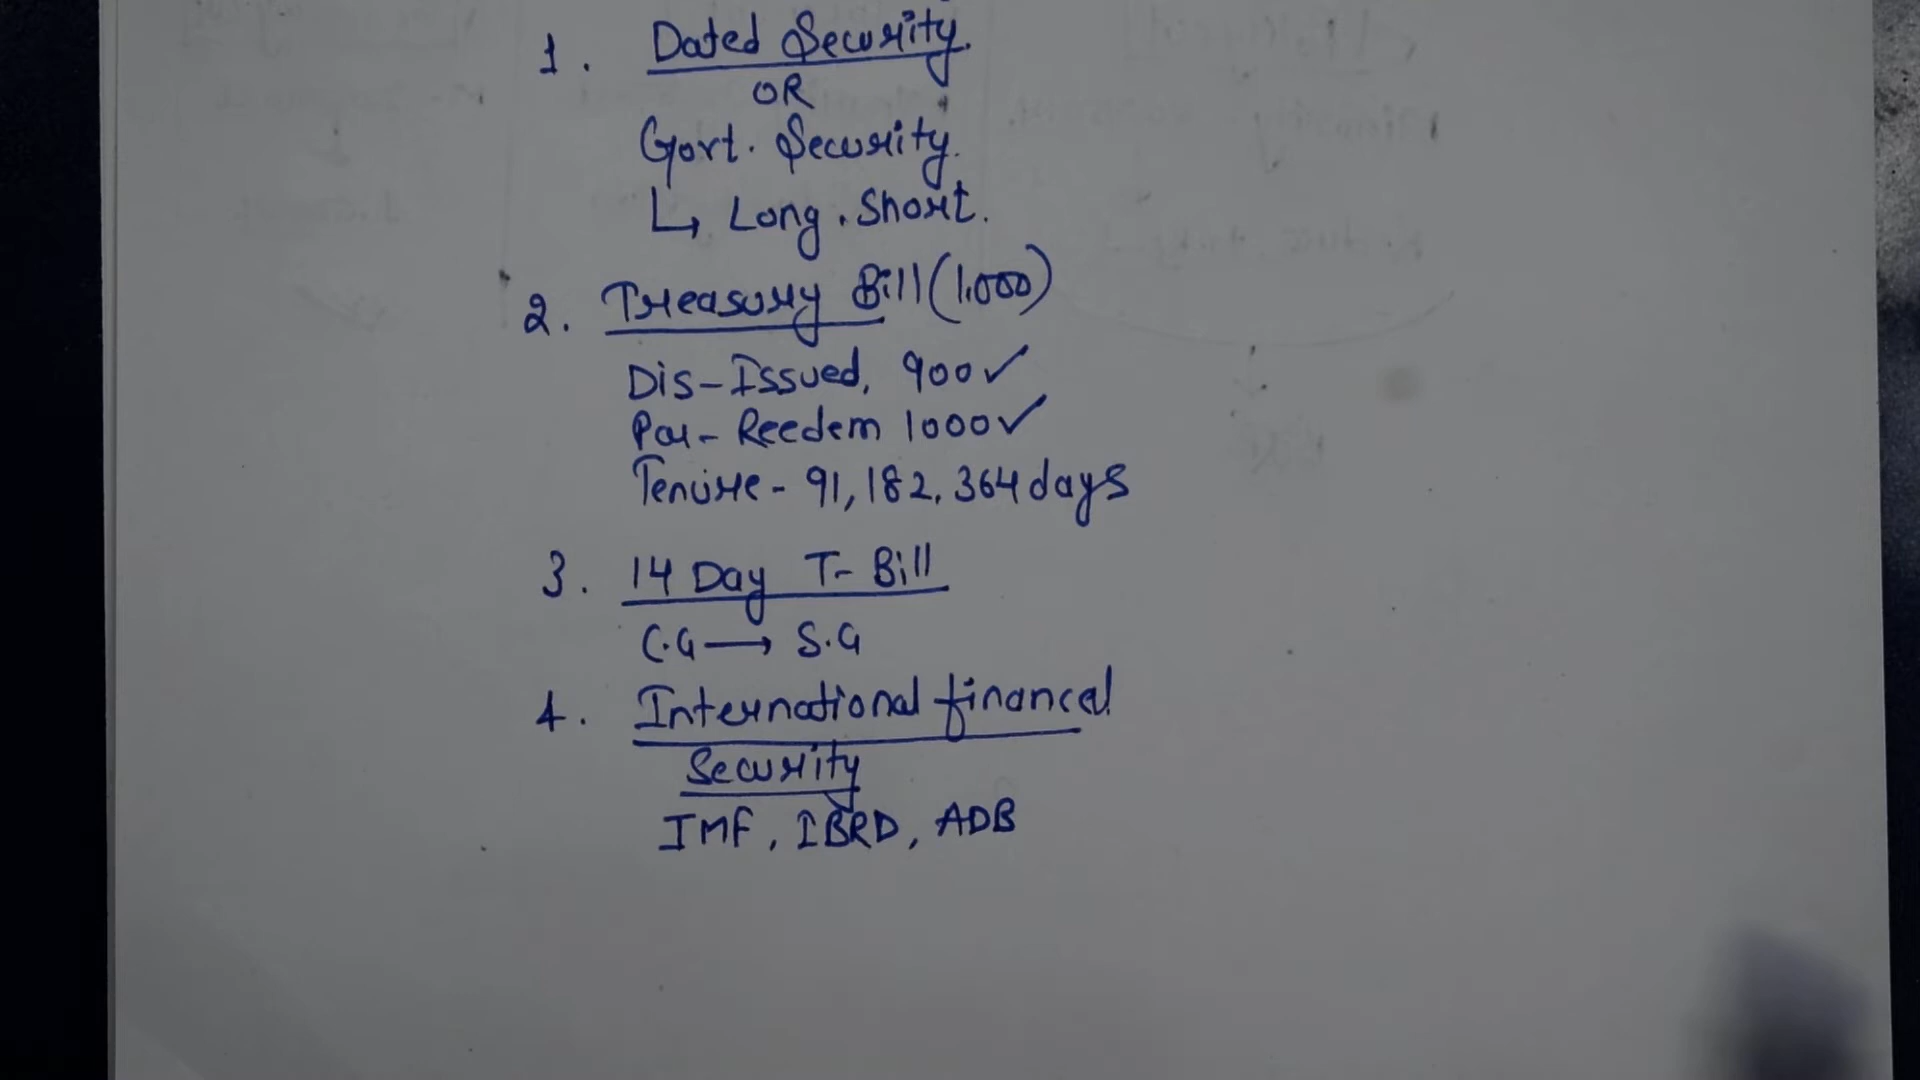 1. Dated Security.
OR
Govt. Security.
↳ Long. Short.
2. Treasury Bill (1,000)
Dis-Issued, 900✓
Par- Reedem 1000✓
Tenure - 91, 182, 364 days
3. 14 Day T- Bill
C.G → S.G
4. International financal
Security
IMF, IBRD, ADB